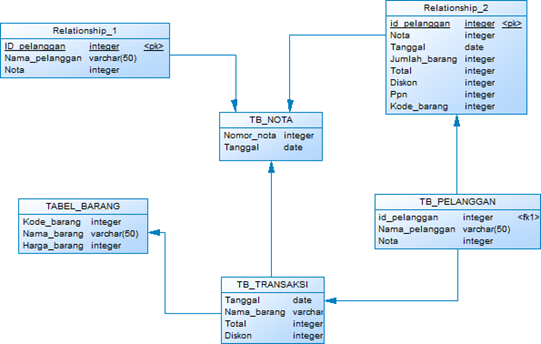 Relationship_1
ID_pelanggan integer <pk>
Nama_pelanggan varchar(50)
Nota integer
Relationship_2
id_pelanggan integer <pk>
Nota integer
Tanggal date
Jumlah_barang integer
Total integer
Diskon integer
Ppn integer
Kode_barang integer
TB_NOTA
Nomor_nota integer
Tanggal date
TABEL_BARANG
Kode_barang integer
Nama_barang varchar(50)
Harga_barang integer
TB_PELANGGAN
id_pelanggan integer <fk1>
Nama_pelanggan varchar(50)
Nota integer
TB_TRANSAKSI
Tanggal date
Nama_barang varchar
Total integer
Diskon integer